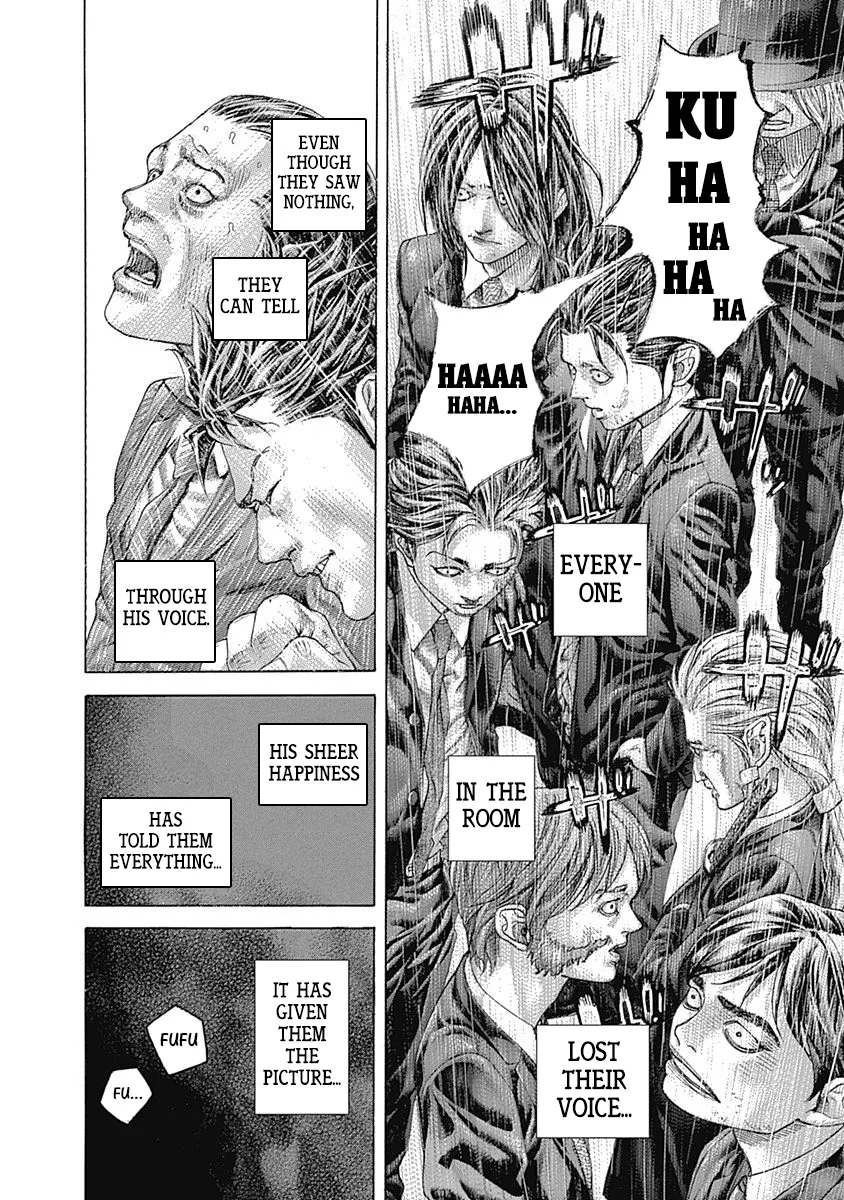 KU
HA
HA
HA
HA
HAAAA
HAHA...
EVERY-
ONE
IN THE
ROOM
LOST
THEIR
VOICE...
EVEN
THOUGH
THEY SAW
NOTHING,
THEY
CAN TELL
THROUGH
HIS VOICE.
HIS SHEER
HAPPINESS
HAS
TOLD THEM
EVERYTHING...
IT HAS
GIVEN
THEM
THE
PICTURE...
FUFU
FU...